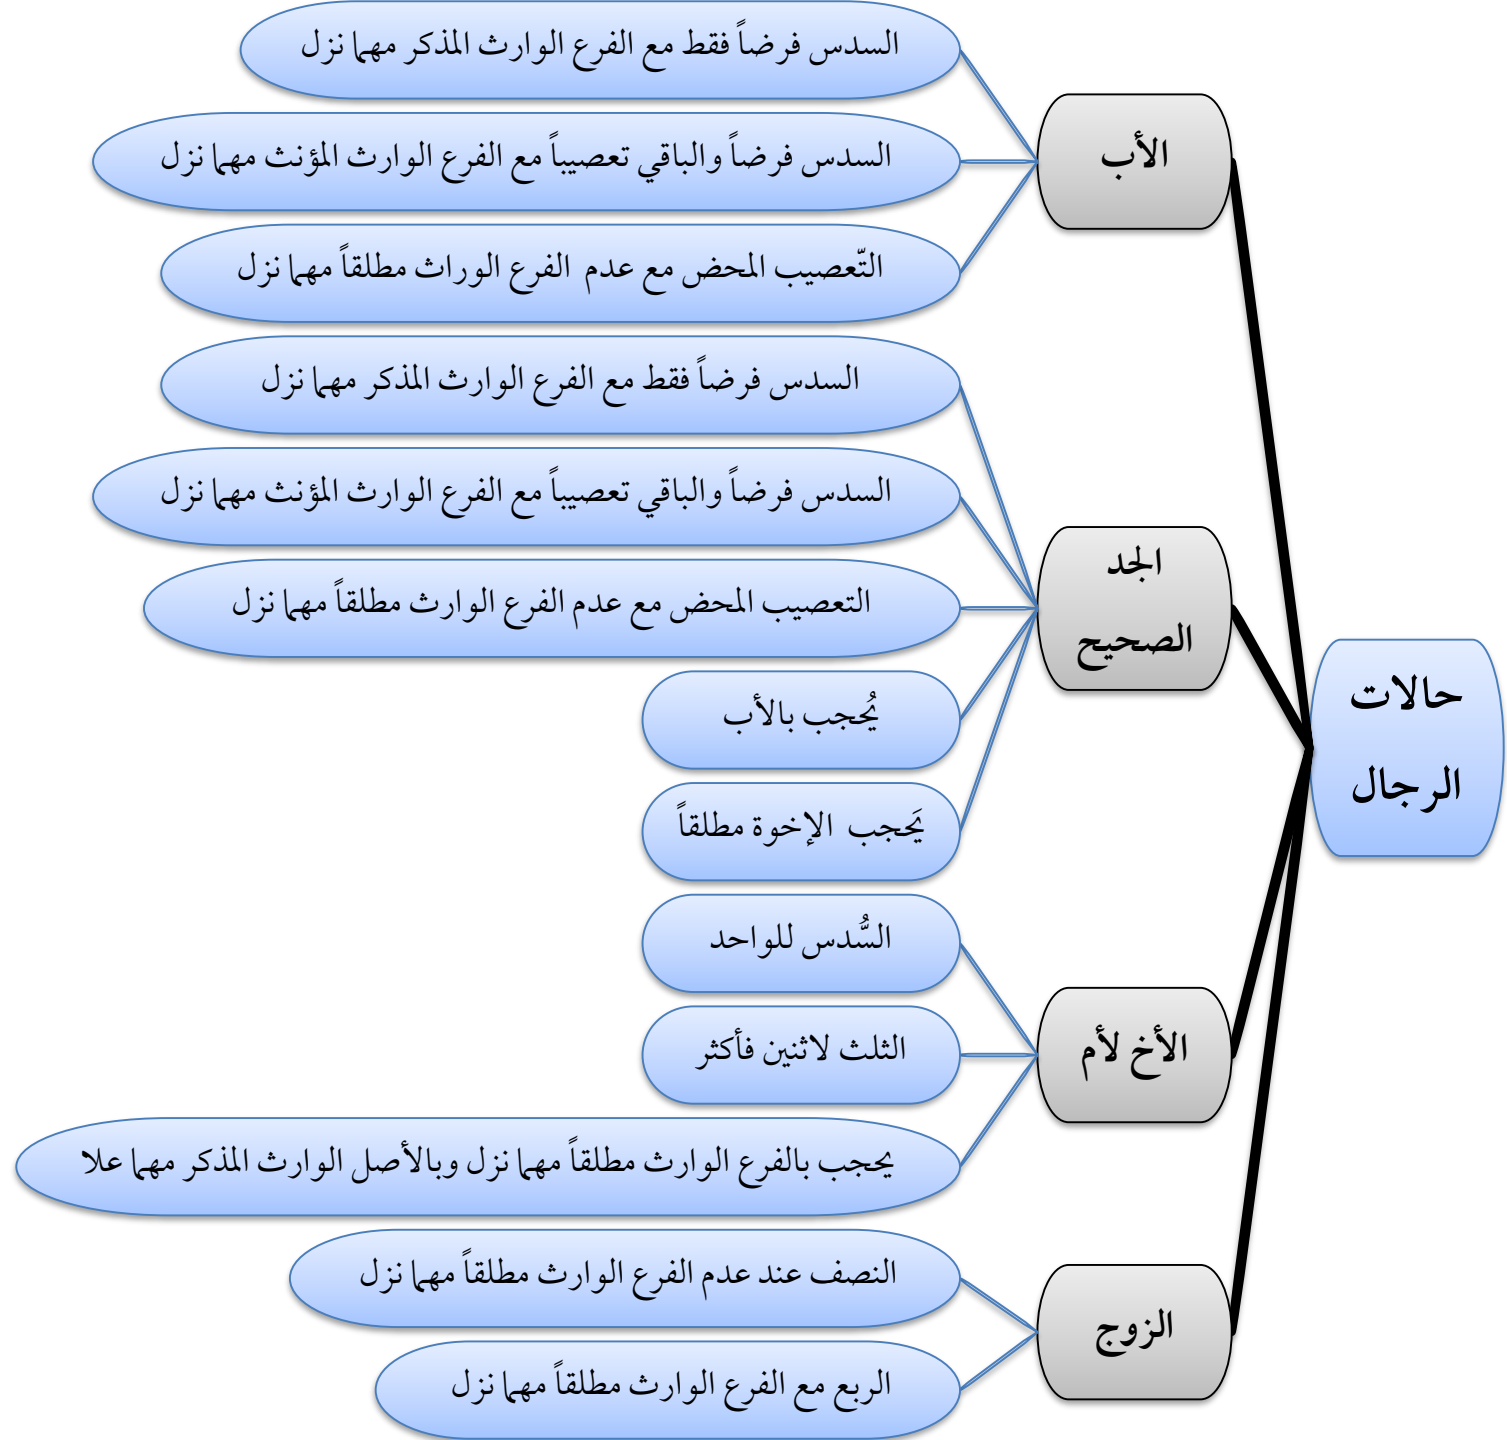 حالات
الرجال
الأب
السدس فرضاً فقط مع الفرع الوارث المذكر مهما نزل
السدس فرضاً والباقي تعصيباً مع الفرع الوارث المؤنث مهما نزل
التّعصيب المحض مع عدم الفرع الوراث مطلقاً مهما نزل
الجد
الصحيح
السدس فرضاً فقط مع الفرع الوارث المذكر مهما نزل
السدس فرضاً والباقي تعصيباً مع الفرع الوارث المؤنث مهما نزل
التعصيب المحض مع عدم الفرع الوارث مطلقاً مهما نزل
يُحجب بالأب
يَحجب الإخوة مطلقاً
الأخ لأم
السُّدس للواحد
الثلث لاثنين فأكثر
يحجب بالفرع الوارث مطلقاً مهما نزل وبالأصل الوارث المذكر مهما علا
الزوج
النصف عند عدم الفرع الوارث مطلقاً مهما نزل
الربع مع الفرع الوارث مطلقاً مهما نزل